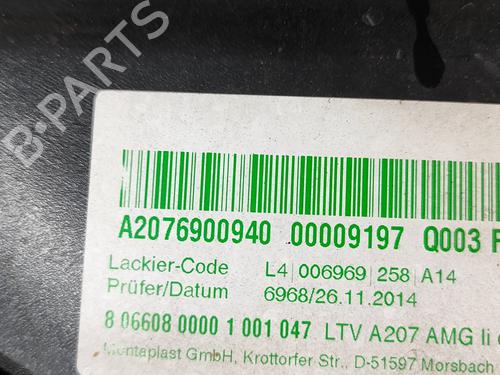 B-PARTS
A2076900940 00009197 Q003
Lackier-Code L4 006969 258 A14
Prüfer/Datum 6968/26.11.2014
8 06608 0000 1 001 047 LTV A207 AMG li
Montaplast GmbH, Krottorfer Str., D-51597 Morsbach